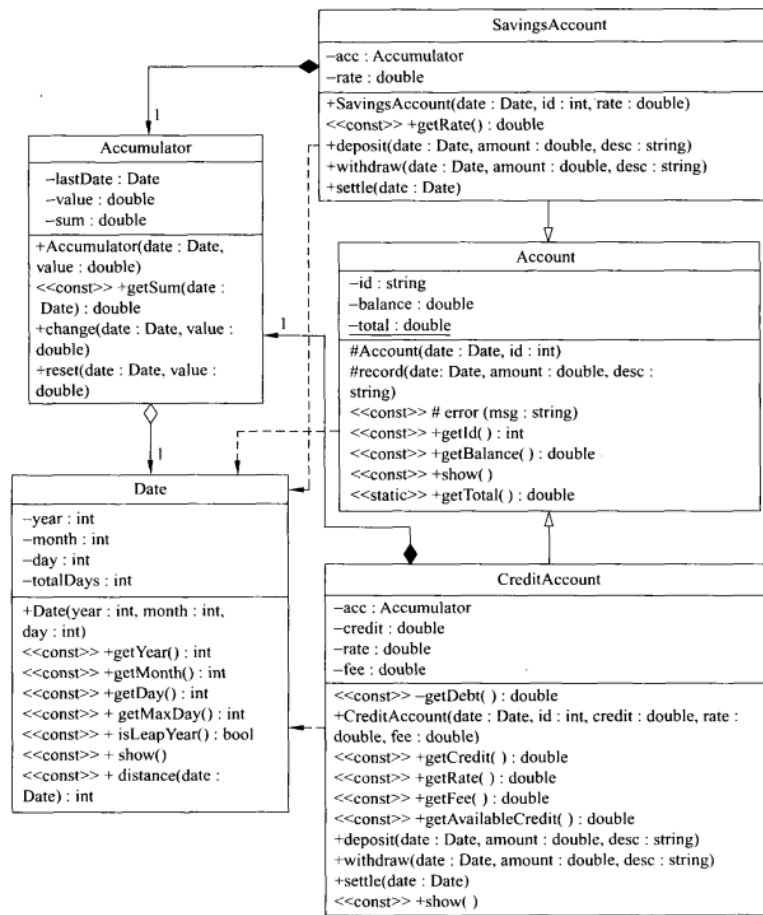 SavingsAccount
–acc : Accumulator
–rate : double
+SavingsAccount(date : Date, id : int, rate : double)
<<const>> +getRate() : double
+deposit(date : Date, amount : double, desc : string)
+withdraw(date : Date, amount : double, desc : string)
+settle(date : Date)
1
Accumulator
–lastDate : Date
–value : double
–sum : double
+Accumulator(date : Date,
value : double)
<<const>> +getSum(date :
Date) : double
+change(date : Date, value :
double)
+reset(date : Date, value :
double)
1
1
Account
–id : string
–balance : double
–total : double
#Account(date : Date, id : int)
#record(date: Date, amount : double, desc :
string)
<<const>> # error (msg : string)
<<const>> +getId( ) : int
<<const>> +getBalance( ) : double
<<const>> +show( )
<<static>> +getTotal( ) : double
Date
–year : int
–month : int
–day : int
–totalDays : int
+Date(year : int, month : int,
day : int)
<<const>> +getYear() : int
<<const>> +getMonth() : int
<<const>> +getDay() : int
<<const>> + getMaxDay() : int
<<const>> + isLeapYear() : bool
<<const>> + show()
<<const>> + distance(date :
Date) : int
CreditAccount
–acc : Accumulator
–credit : double
–rate : double
–fee : double
<<const>> –getDebt( ) : double
+CreditAccount(date : Date, id : int, credit : double, rate :
double, fee : double)
<<const>> +getCredit( ) : double
<<const>> +getRate( ) : double
<<const>> +getFee( ) : double
<<const>> +getAvailableCredit( ) : double
+deposit(date : Date, amount : double, desc : string)
+withdraw(date : Date, amount : double, desc : string)
+settle(date : Date)
<<const>> +show( )